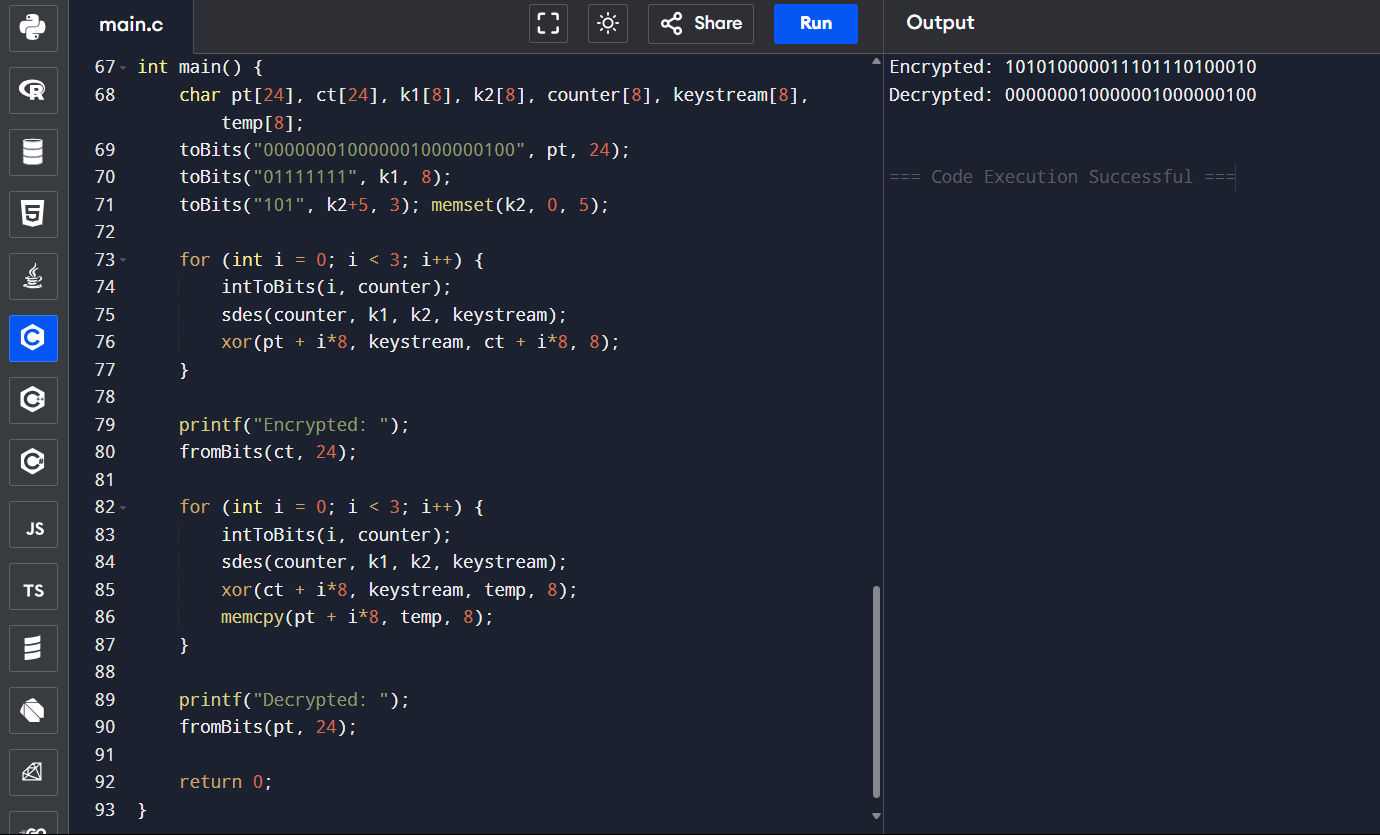 main.c
Share
Run
Output
67 int main() {
68     char pt[24], ct[24], k1[8], k2[8], counter[8], keystream[8],
        temp[8];
69     toBits("000000010000001000000100", pt, 24);
70     toBits("01111111", k1, 8);
71     toBits("101", k2+5, 3); memset(k2, 0, 5);
72
73     for (int i = 0; i < 3; i++) {
74         intToBits(i, counter);
75         sdes(counter, k1, k2, keystream);
76         xor(pt + i*8, keystream, ct + i*8, 8);
77     }
78
79     printf("Encrypted: ");
80     fromBits(ct, 24);
81
82     for (int i = 0; i < 3; i++) {
83         intToBits(i, counter);
84         sdes(counter, k1, k2, keystream);
85         xor(ct + i*8, keystream, temp, 8);
86         memcpy(pt + i*8, temp, 8);
87     }
88
89     printf("Decrypted: ");
90     fromBits(pt, 24);
91
92     return 0;
93 }
Encrypted: 101010000011101110100010
Decrypted: 000000010000001000000100
=== Code Execution Successful ===
R
5
C
C
C
JS
TS